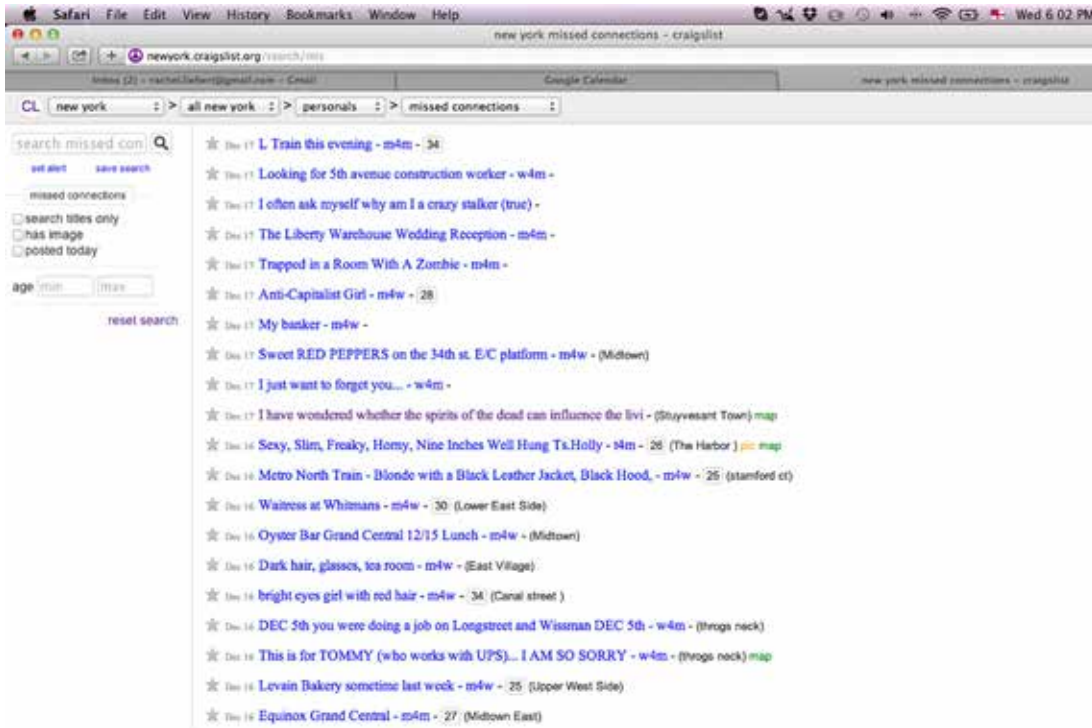 Safari File Edit View History Bookmarks Window Help Wed 6 02 PM
new york missed connections – craigslist
newyork.craigslist.org/search/mis
Inbox (2) – – Gmail Google Calendar new york missed connections – craigslist
CL new york > all new york > personals > missed connections
search missed con
set alert save search
missed connections
search titles only
has image
posted today
age min max
reset search
Dec 17 L Train this evening - m4m - 34
Dec 17 Looking for 5th avenue construction worker - w4m -
Dec 17 I often ask myself why am I a crazy stalker (true) -
Dec 17 The Liberty Warehouse Wedding Reception - m4m -
Dec 17 Trapped in a Room With A Zombie - m4m -
Dec 17 Anti-Capitalist Girl - m4w - 28
Dec 17 My banker - m4w -
Dec 17 Sweet RED PEPPERS on the 34th st. E/C platform - m4w - (Midtown)
Dec 17 I just want to forget you... - w4m -
Dec 17 I have wondered whether the spirits of the dead can influence the livi - (Stuyvesant Town) map
Dec 16 Sexy, Slim, Freaky, Horny, Nine Inches Well Hung Ts.Holly - t4m - 26 (The Harbor ) pic map
Dec 16 Metro North Train - Blonde with a Black Leather Jacket, Black Hood, - m4w - 25 (stamford ct)
Dec 16 Waitress at Whitmans - m4w - 30 (Lower East Side)
Dec 16 Oyster Bar Grand Central 12/15 Lunch - m4w - (Midtown)
Dec 16 Dark hair, glasses, tea room - m4w - (East Village)
Dec 16 bright eyes girl with red hair - m4w - 34 (Canal street )
Dec 16 DEC 5th you were doing a job on Longstreet and Wissman DEC 5th - w4m - (throgs neck)
Dec 16 This is for TOMMY (who works with UPS)... I AM SO SORRY - w4m - (throgs neck) map
Dec 16 Levain Bakery sometime last week - m4w - 25 (Upper West Side)
Dec 16 Equinox Grand Central - m4m - 27 (Midtown East)